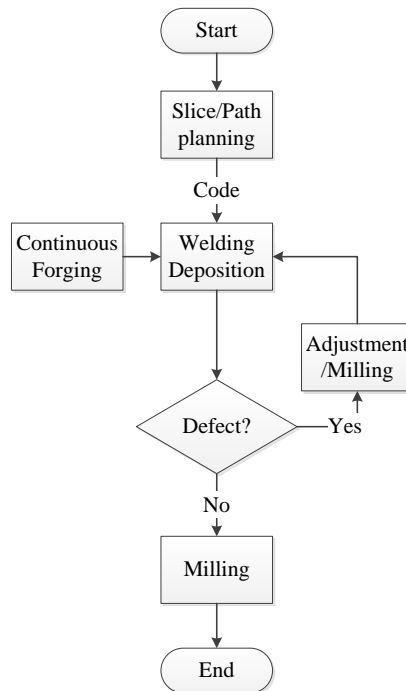 Start
Slice/Path
planning
Code
Continuous
Forging
Welding
Deposition
Adjustment
/Milling
Defect?
Yes
No
Milling
End